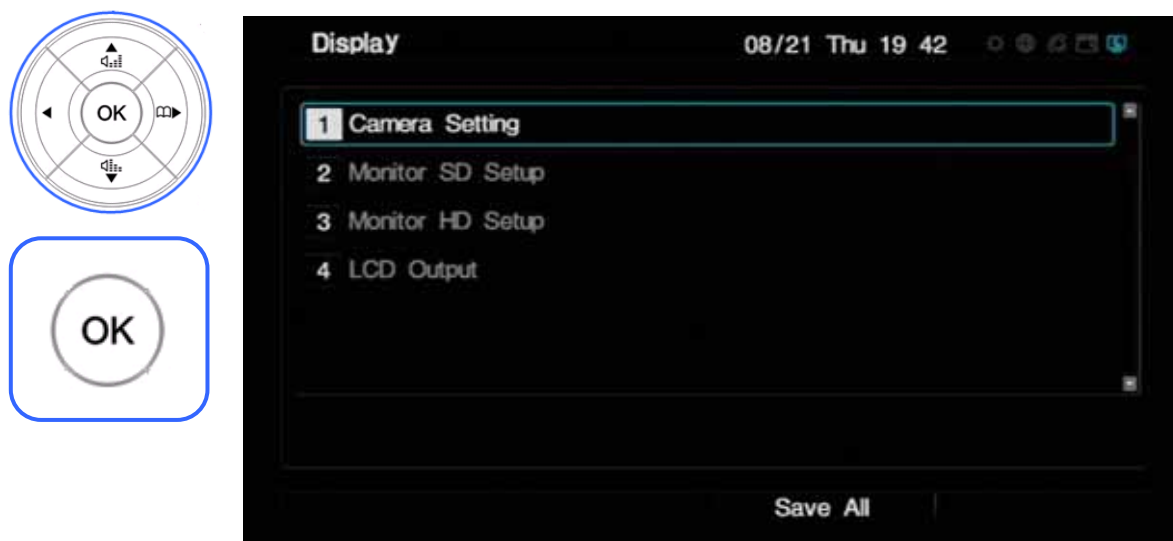 OK
OK
Display 08/21 Thu 19 42
1 Camera Setting
2 Monitor SD Setup
3 Monitor HD Setup
4 LCD Output
Save All